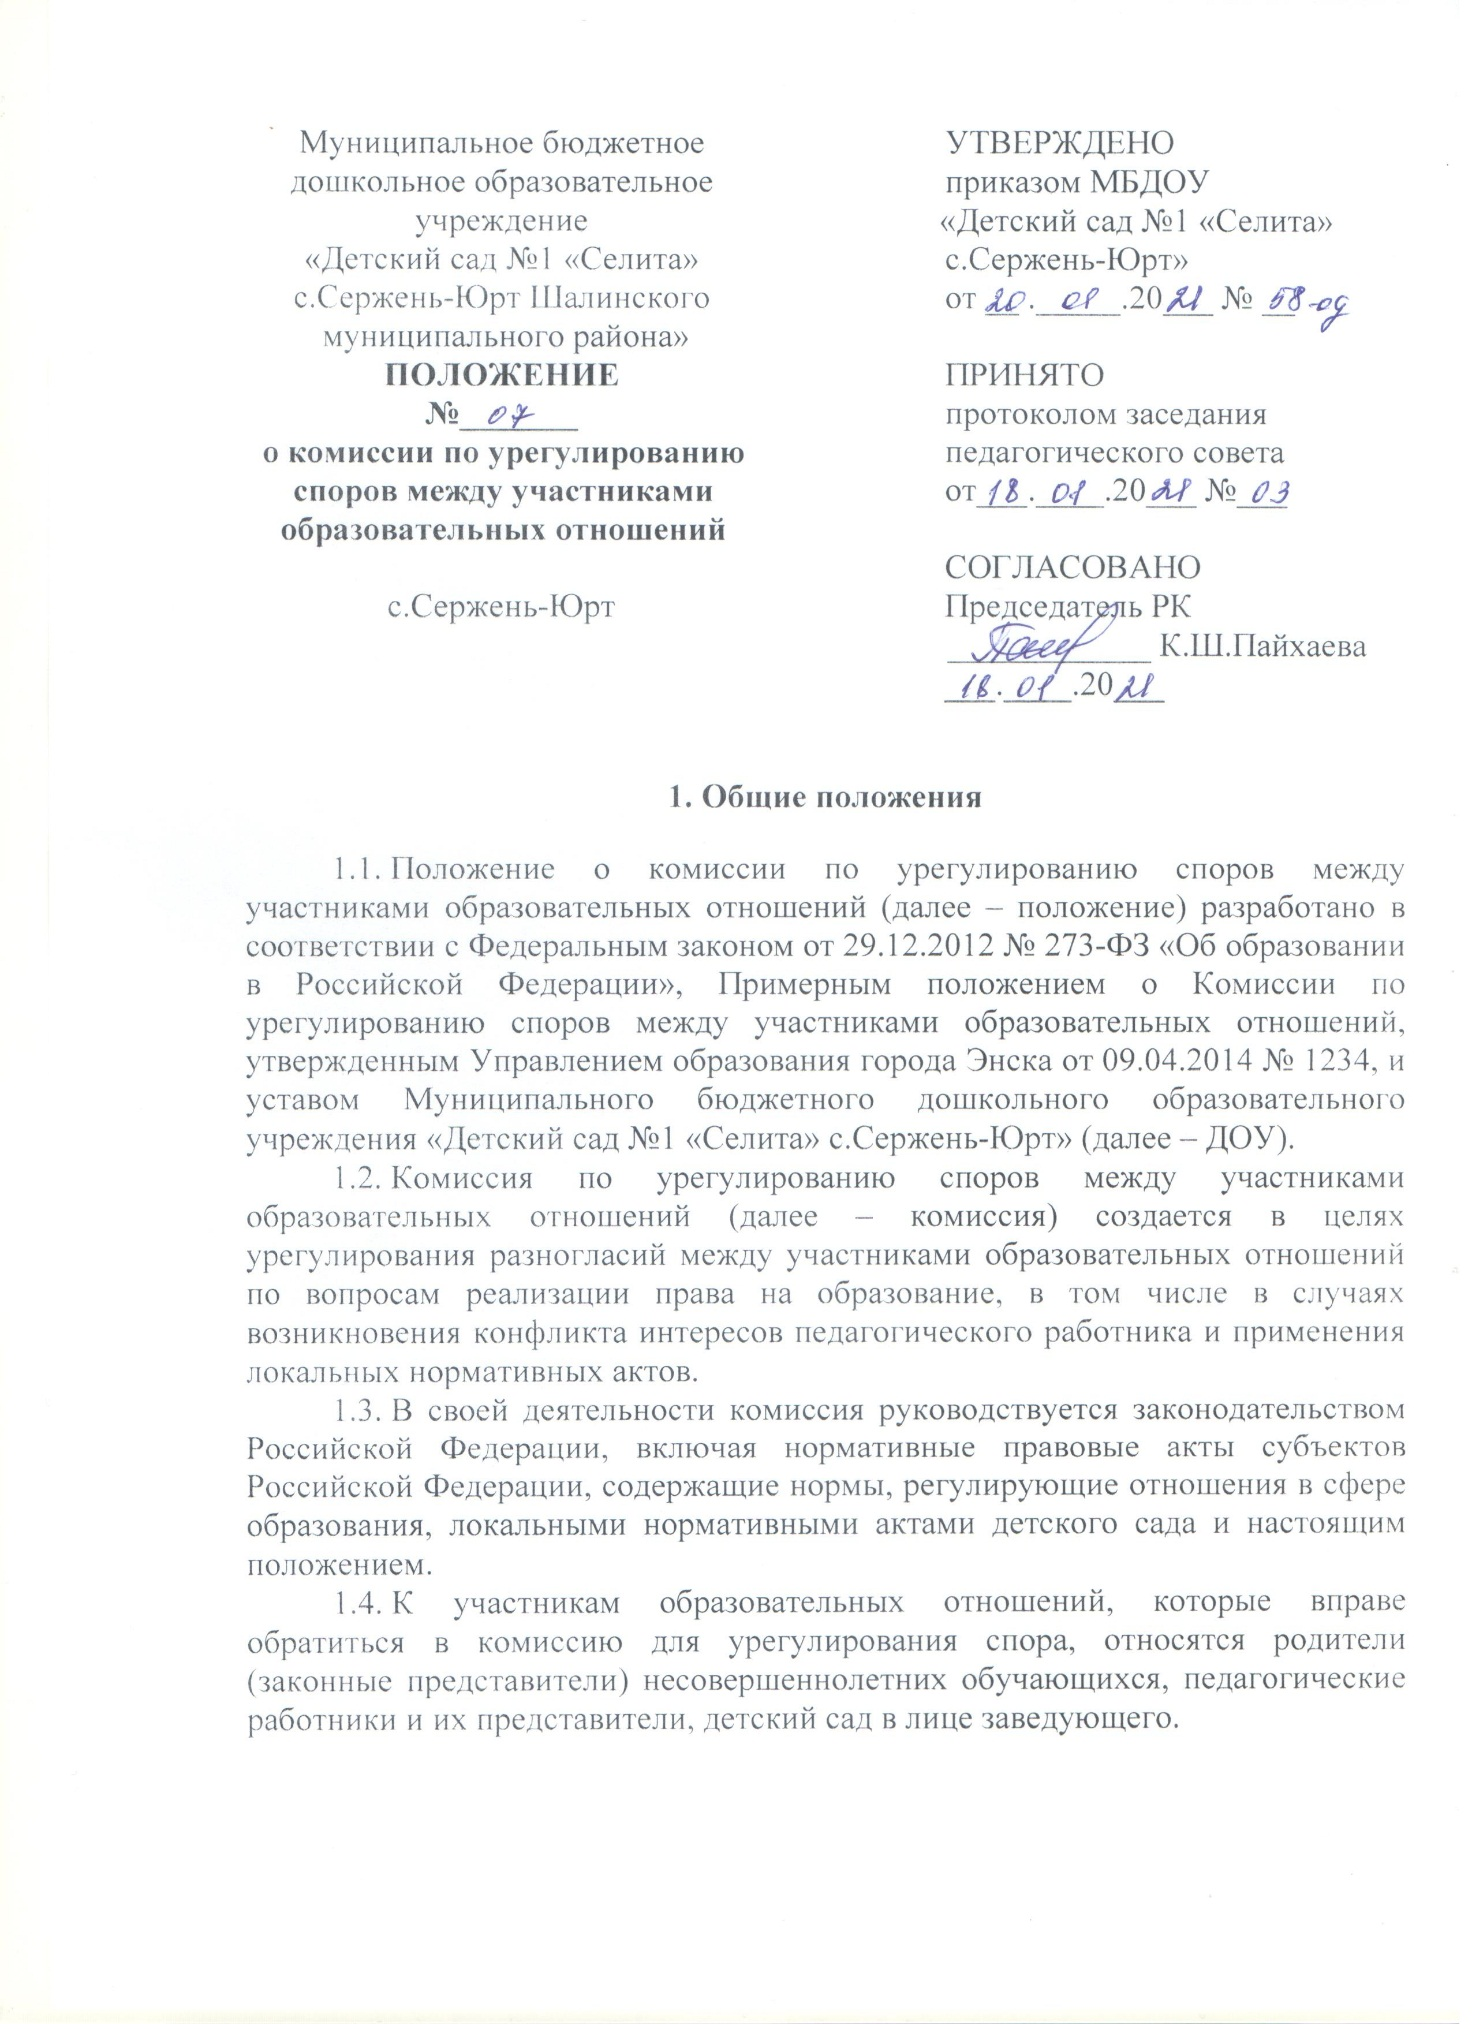 Муниципальное бюджетное
дошкольное образовательное
учреждение
«Детский сад №1 «Селита»
с.Сержень-Юрт Шалинского
муниципального района»
ПОЛОЖЕНИЕ
№ 07
о комиссии по урегулированию
споров между участниками
образовательных отношений
с.Сержень-Юрт
УТВЕРЖДЕНО
приказом МБДОУ
«Детский сад №1 «Селита»
с.Сержень-Юрт»
от 20.01.2021 № 58-од
ПРИНЯТО
протоколом заседания
педагогического совета
от 18.01.2021 № 03
СОГЛАСОВАНО
Председатель РК
К.Ш.Пайхаева
18.01.2021
1. Общие положения
1.1. Положение о комиссии по урегулированию споров между
участниками образовательных отношений (далее – положение) разработано в
соответствии с Федеральным законом от 29.12.2012 № 273-ФЗ «Об образовании
в Российской Федерации», Примерным положением о Комиссии по
урегулированию споров между участниками образовательных отношений,
утвержденным Управлением образования города Энска от 09.04.2014 № 1234, и
уставом Муниципального бюджетного дошкольного образовательного
учреждения «Детский сад №1 «Селита» с.Сержень-Юрт» (далее – ДОУ).
1.2. Комиссия по урегулированию споров между участниками
образовательных отношений (далее – комиссия) создается в целях
урегулирования разногласий между участниками образовательных отношений
по вопросам реализации права на образование, в том числе в случаях
возникновения конфликта интересов педагогического работника и применения
локальных нормативных актов.
1.3. В своей деятельности комиссия руководствуется законодательством
Российской Федерации, включая нормативные правовые акты субъектов
Российской Федерации, содержащие нормы, регулирующие отношения в сфере
образования, локальными нормативными актами детского сада и настоящим
положением.
1.4. К участникам образовательных отношений, которые вправе
обратиться в комиссию для урегулирования спора, относятся родители
(законные представители) несовершеннолетних обучающихся, педагогические
работники и их представители, детский сад в лице заведующего.